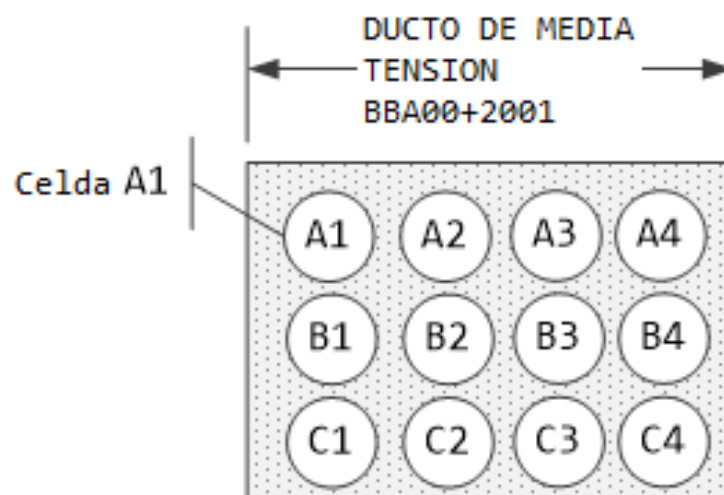 DUCTO DE MEDIA
TENSION
BBA00+2001
Celda A1
A1 A2 A3 A4
B1 B2 B3 B4
C1 C2 C3 C4